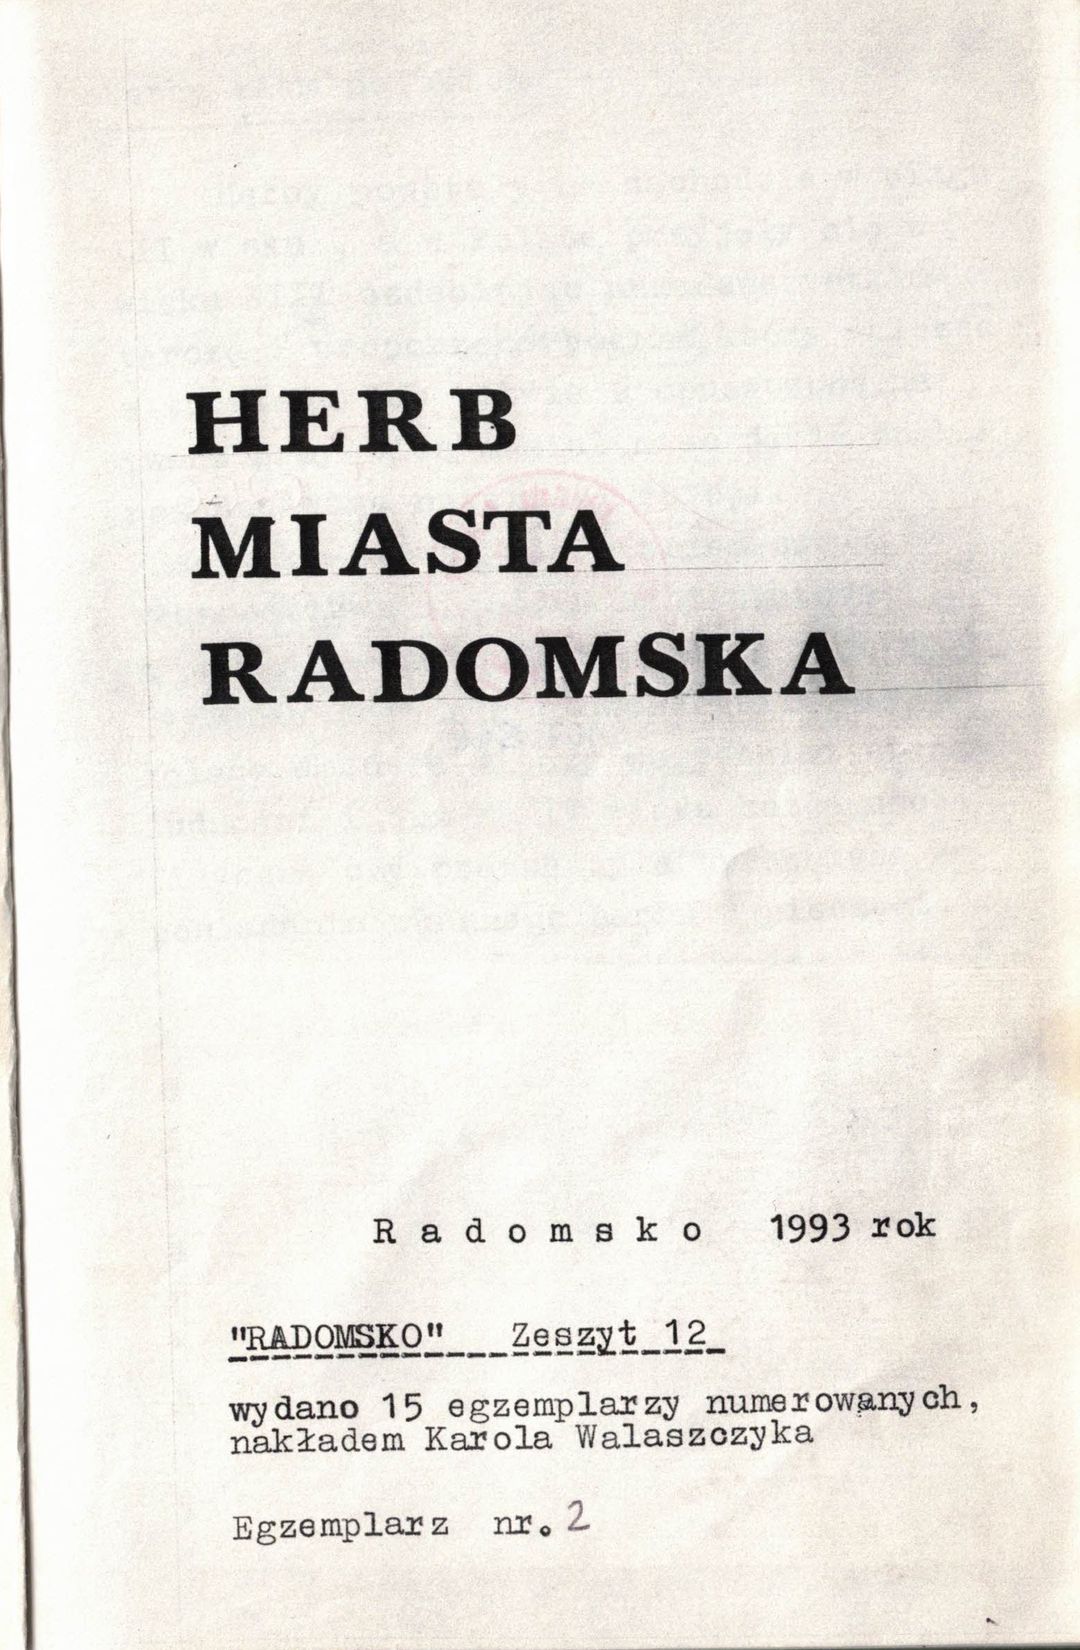 HERB
MIASTA
RADOMSKA
Radomsko 1993 rok
"RADOMSKO" Zeszyt 12
wydano 15 egzemplarzy numerowanych,
nakładem Karola Walaszczyka
Egzemplarz nr. 2